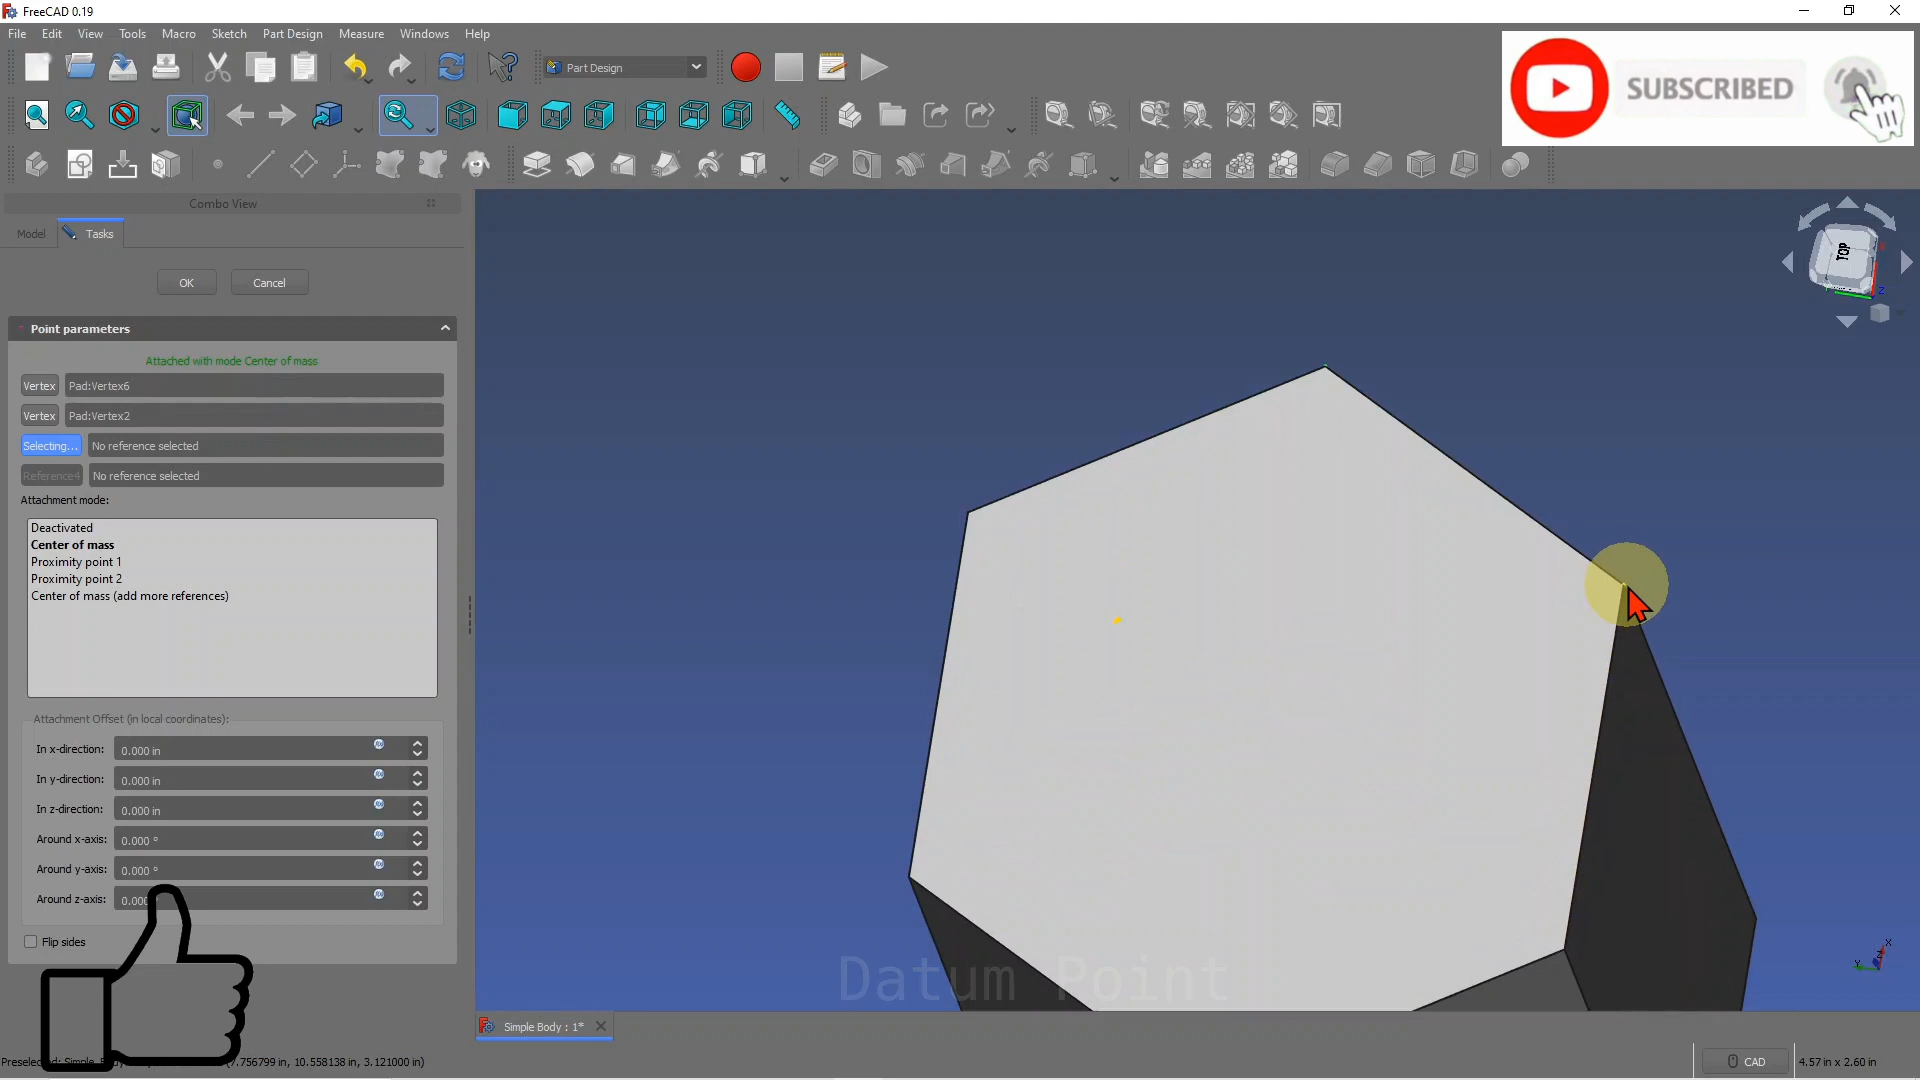 FreeCAD 0.19
File Edit View Tools Macro Sketch Part Design Measure Windows Help
Part Design
SUBSCRIBED
Combo View
Model Tasks
TOP
Z
OK Cancel
Point parameters
Attached with mode Center of mass
Vertex Pad:Vertex6
Vertex Pad:Vertex2
Selecting... No reference selected
Reference4 No reference selected
Attachment mode:
Deactivated
Center of mass
Proximity point 1
Proximity point 2
Center of mass (add more references)
Attachment Offset (in local coordinates):
In x-direction: 0.000 in
In y-direction: 0.000 in
In z-direction: 0.000 in
Around x-axis: 0.000 °
Around y-axis: 0.000 °
Around z-axis: 0.000
Flip sides
X
Y
Z
Datum Point
Simple Body : 1*
Preselected: Simple_ (7.756799 in, 10.558138 in, 3.121000 in)
CAD 4.57 in x 2.60 in